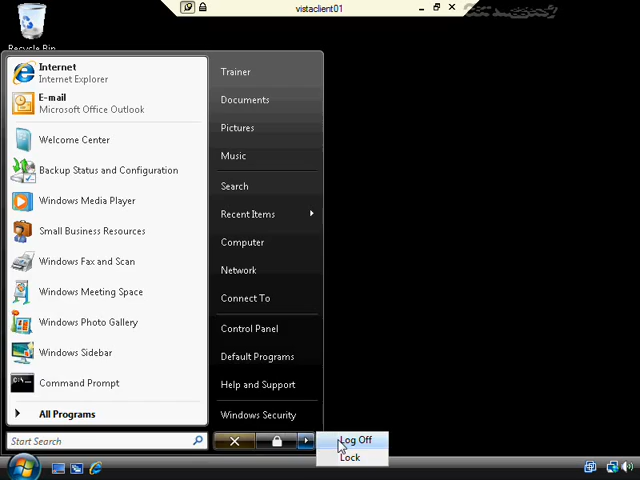 vistaclient01
Recycle Bin
Internet
Internet Explorer
E-mail
Microsoft Office Outlook
Welcome Center
Backup Status and Configuration
Windows Media Player
Small Business Resources
Windows Fax and Scan
Windows Meeting Space
Windows Photo Gallery
Windows Sidebar
Command Prompt
All Programs
Start Search
Trainer
Documents
Pictures
Music
Search
Recent Items
Computer
Network
Connect To
Control Panel
Default Programs
Help and Support
Windows Security
Log Off
Lock